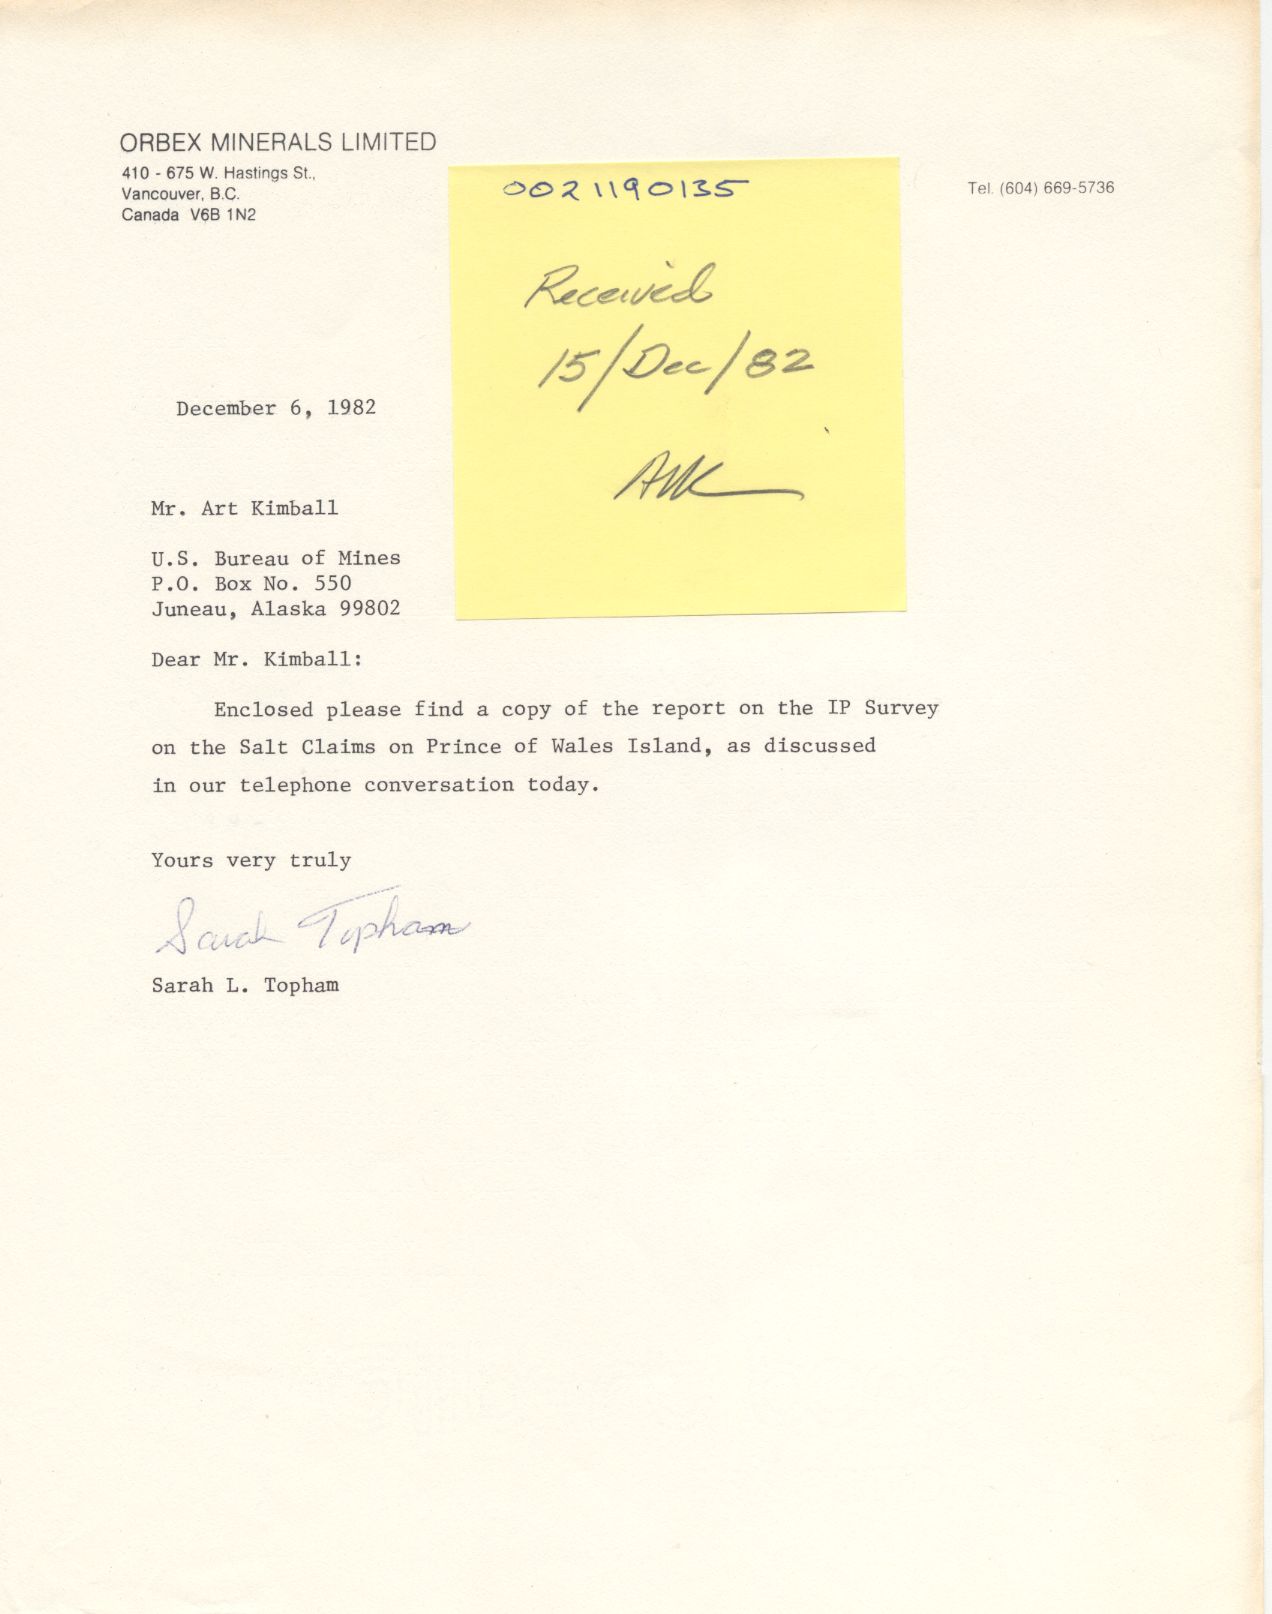 ORBEX MINERALS LIMITED
410 - 675 W. Hastings St.,
Vancouver, B.C.
Canada V6B 1N2
Tel. (604) 669-5736
0021190135
Received
15/Dec/82
AWK
December 6, 1982
Mr. Art Kimball
U.S. Bureau of Mines
P.O. Box No. 550
Juneau, Alaska 99802
Dear Mr. Kimball:
Enclosed please find a copy of the report on the IP Survey
on the Salt Claims on Prince of Wales Island, as discussed
in our telephone conversation today.
Yours very truly
Sarah Topham
Sarah L. Topham